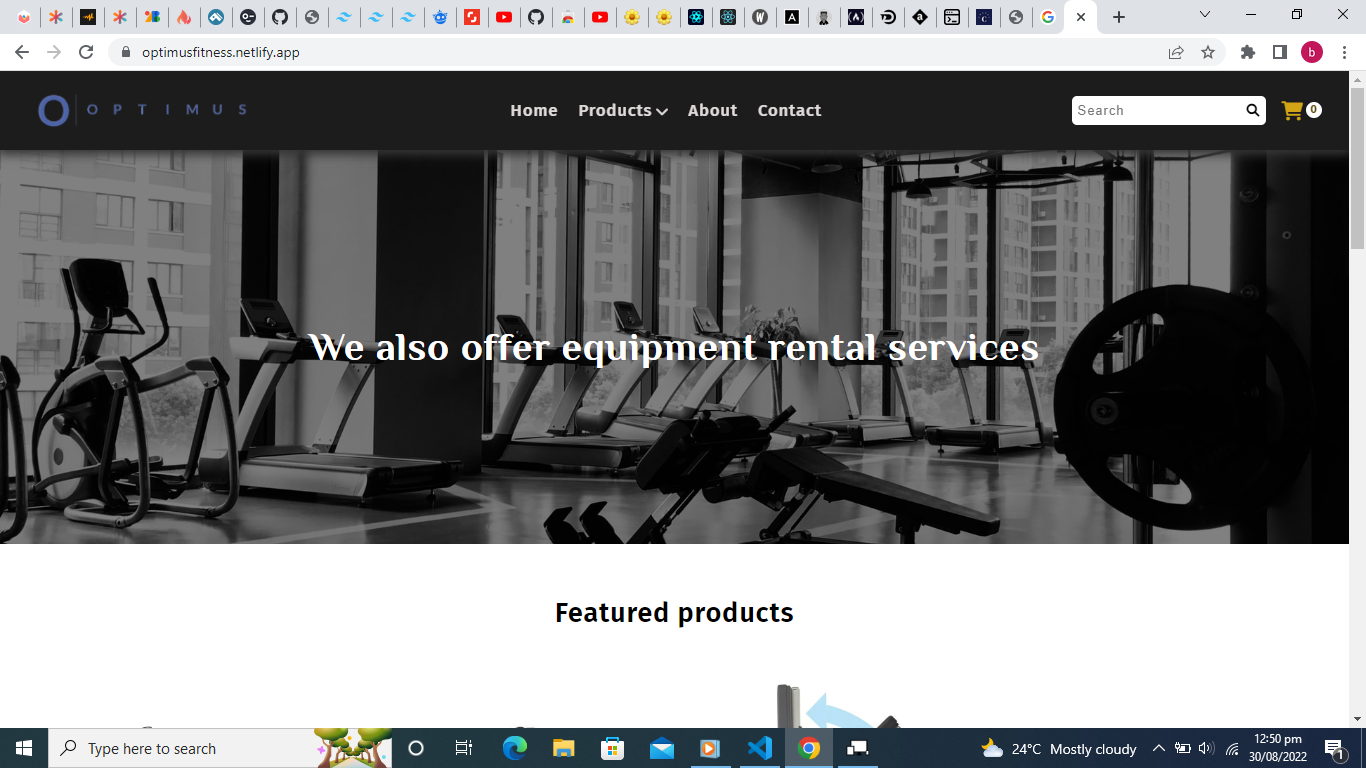 optimusfitness.netlify.app
b
OPTIMUS
Home Products About Contact
Search
0
We also offer equipment rental services
Featured products
Type here to search
24°C Mostly cloudy
12:50 pm
30/08/2022
1